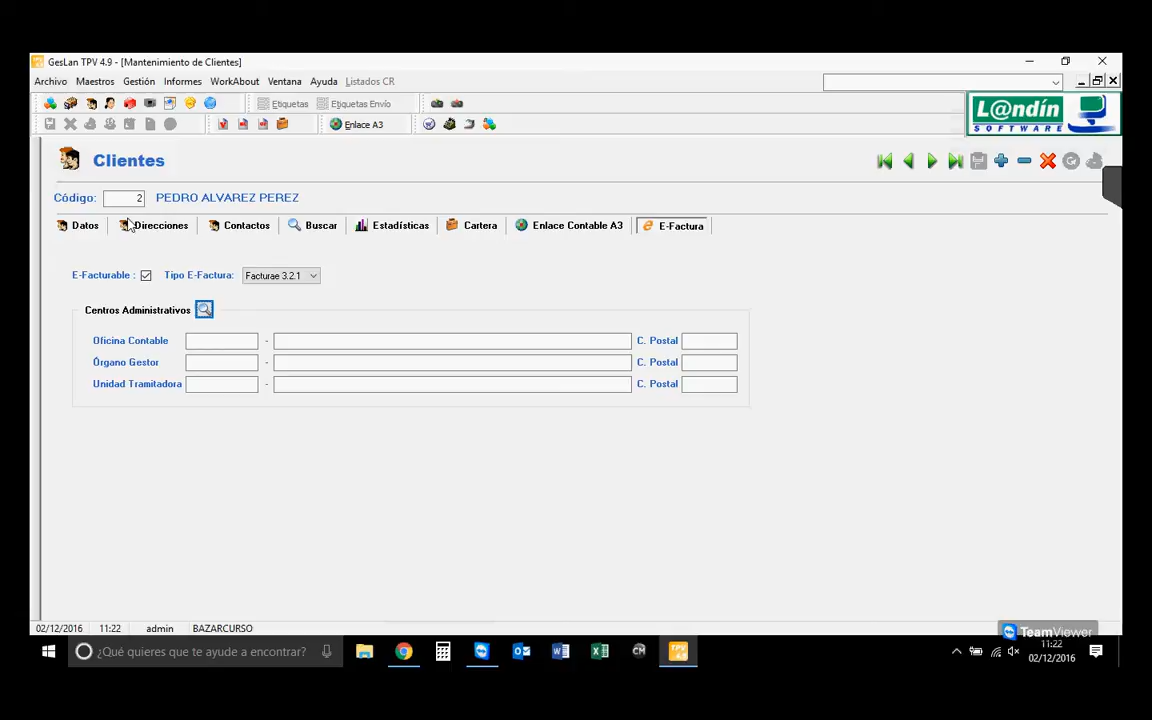 GesLan TPV 4.9 - [Mantenimiento de Clientes]
Archivo Maestros Gestión Informes WorkAbout Ventana Ayuda Listados CR
Etiquetas Etiquetas Envío
Enlace A3
L@ndín
SOFTWARE
Clientes
Código: 2 PEDRO ALVAREZ PEREZ
Datos Direcciones Contactos Buscar Estadísticas Cartera Enlace Contable A3 E-Factura
E-Facturable : Tipo E-Factura: Facturae 3.2.1
Centros Administrativos
Oficina Contable - C. Postal
Órgano Gestor - C. Postal
Unidad Tramitadora - C. Postal
02/12/2016 11:22 admin BAZARCURSO
TeamViewer
¿Qué quieres que te ayude a encontrar?
CM
TPV
4.9
11:22
02/12/2016